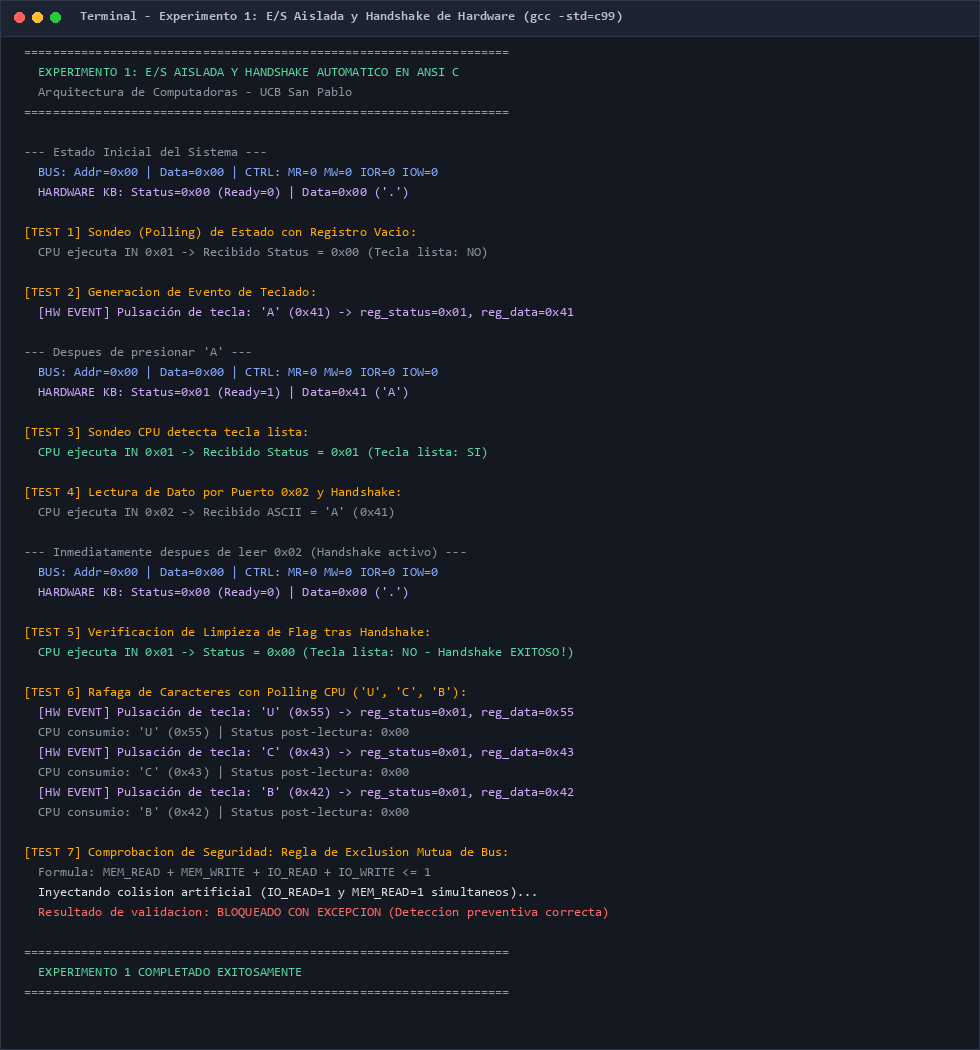 Terminal - Experimento 1: E/S Aislada y Handshake de Hardware (gcc -std=c99)
====================================================================
EXPERIMENTO 1: E/S AISLADA Y HANDSHAKE AUTOMATICO EN ANSI C
Arquitectura de Computadoras - UCB San Pablo
====================================================================
--- Estado Inicial del Sistema ---
BUS: Addr=0x00 | Data=0x00 | CTRL: MR=0 MW=0 IOR=0 IOW=0
HARDWARE KB: Status=0x00 (Ready=0) | Data=0x00 ('.')
[TEST 1] Sondeo (Polling) de Estado con Registro Vacio:
CPU ejecuta IN 0x01 -> Recibido Status = 0x00 (Tecla lista: NO)
[TEST 2] Generacion de Evento de Teclado:
[HW EVENT] Pulsación de tecla: 'A' (0x41) -> reg_status=0x01, reg_data=0x41
--- Despues de presionar 'A' ---
BUS: Addr=0x00 | Data=0x00 | CTRL: MR=0 MW=0 IOR=0 IOW=0
HARDWARE KB: Status=0x01 (Ready=1) | Data=0x41 ('A')
[TEST 3] Sondeo CPU detecta tecla lista:
CPU ejecuta IN 0x01 -> Recibido Status = 0x01 (Tecla lista: SI)
[TEST 4] Lectura de Dato por Puerto 0x02 y Handshake:
CPU ejecuta IN 0x02 -> Recibido ASCII = 'A' (0x41)
--- Inmediatamente despues de leer 0x02 (Handshake activo) ---
BUS: Addr=0x00 | Data=0x00 | CTRL: MR=0 MW=0 IOR=0 IOW=0
HARDWARE KB: Status=0x00 (Ready=0) | Data=0x00 ('.')
[TEST 5] Verificacion de Limpieza de Flag tras Handshake:
CPU ejecuta IN 0x01 -> Status = 0x00 (Tecla lista: NO - Handshake EXITOSO!)
[TEST 6] Rafaga de Caracteres con Polling CPU ('U', 'C', 'B'):
[HW EVENT] Pulsación de tecla: 'U' (0x55) -> reg_status=0x01, reg_data=0x55
CPU consumio: 'U' (0x55) | Status post-lectura: 0x00
[HW EVENT] Pulsación de tecla: 'C' (0x43) -> reg_status=0x01, reg_data=0x43
CPU consumio: 'C' (0x43) | Status post-lectura: 0x00
[HW EVENT] Pulsación de tecla: 'B' (0x42) -> reg_status=0x01, reg_data=0x42
CPU consumio: 'B' (0x42) | Status post-lectura: 0x00
[TEST 7] Comprobacion de Seguridad: Regla de Exclusion Mutua de Bus:
Formula: MEM_READ + MEM_WRITE + IO_READ + IO_WRITE <= 1
Inyectando colision artificial (IO_READ=1 y MEM_READ=1 simultaneos)...
Resultado de validacion: BLOQUEADO CON EXCEPCION (Deteccion preventiva correcta)
====================================================================
EXPERIMENTO 1 COMPLETADO EXITOSAMENTE
====================================================================